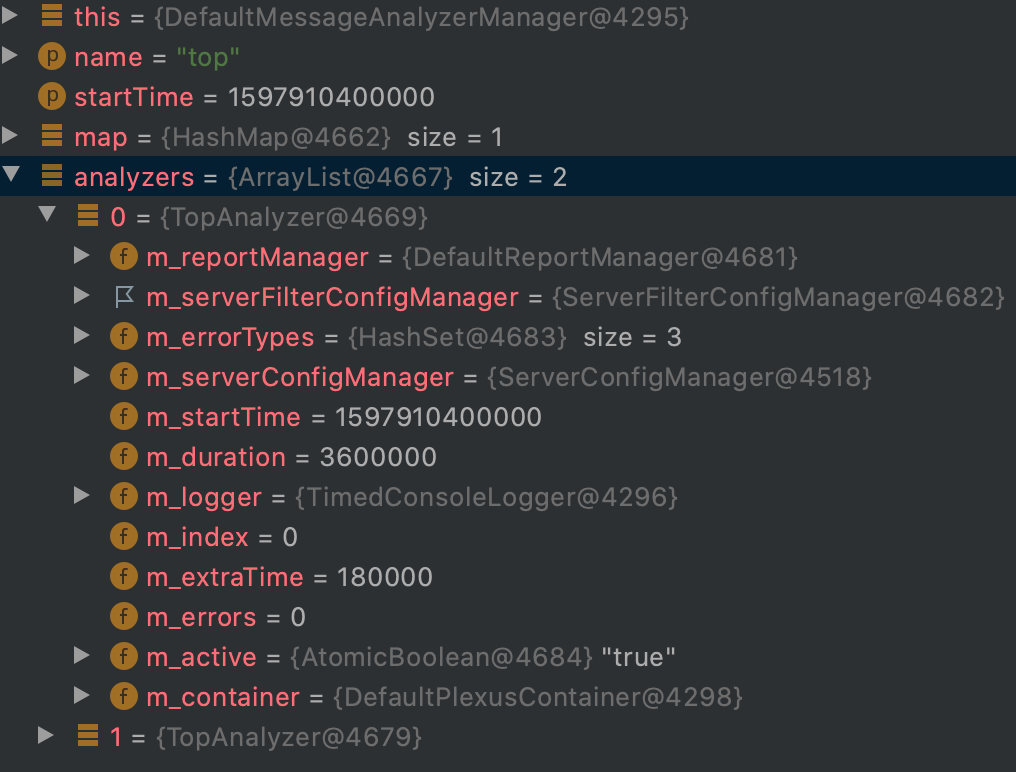 this = {DefaultMessageAnalyzerManager@4295}
p name = "top"
p startTime = 1597910400000
map = {HashMap@4662} size = 1
analyzers = {ArrayList@4667} size = 2
0 = {TopAnalyzer@4669}
f m_reportManager = {DefaultReportManager@4681}
m_serverFilterConfigManager = {ServerFilterConfigManager@4682}
f m_errorTypes = {HashSet@4683} size = 3
f m_serverConfigManager = {ServerConfigManager@4518}
f m_startTime = 1597910400000
f m_duration = 3600000
f m_logger = {TimedConsoleLogger@4296}
f m_index = 0
f m_extraTime = 180000
f m_errors = 0
f m_active = {AtomicBoolean@4684} "true"
f m_container = {DefaultPlexusContainer@4298}
1 = {TopAnalyzer@4679}